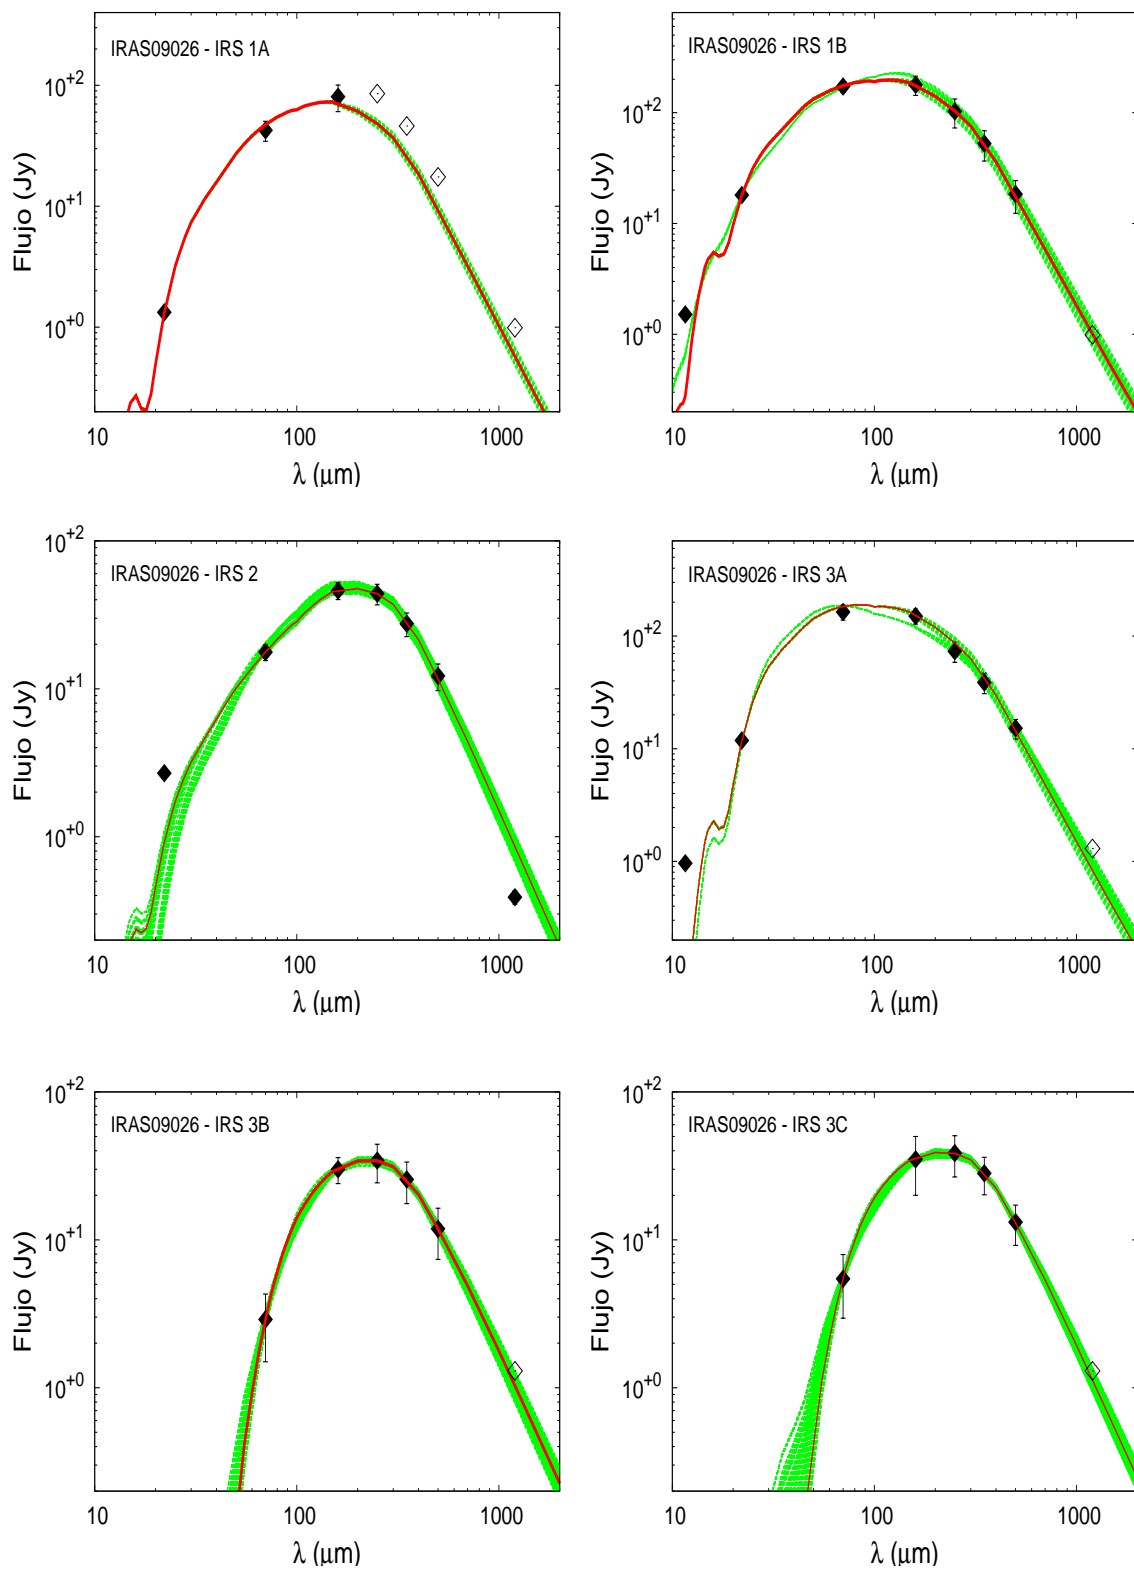 IRAS09026 - IRS 1A
10+2
10+1
10+0
Flujo (Jy)
10 100 1000
λ (μm)
IRAS09026 - IRS 1B
10+2
10+1
10+0
Flujo (Jy)
10 100 1000
λ (μm)
IRAS09026 - IRS 2
10+2
10+1
10+0
Flujo (Jy)
10 100 1000
λ (μm)
IRAS09026 - IRS 3A
10+2
10+1
10+0
Flujo (Jy)
10 100 1000
λ (μm)
IRAS09026 - IRS 3B
10+2
10+1
10+0
Flujo (Jy)
10 100 1000
λ (μm)
IRAS09026 - IRS 3C
10+2
10+1
10+0
Flujo (Jy)
10 100 1000
λ (μm)